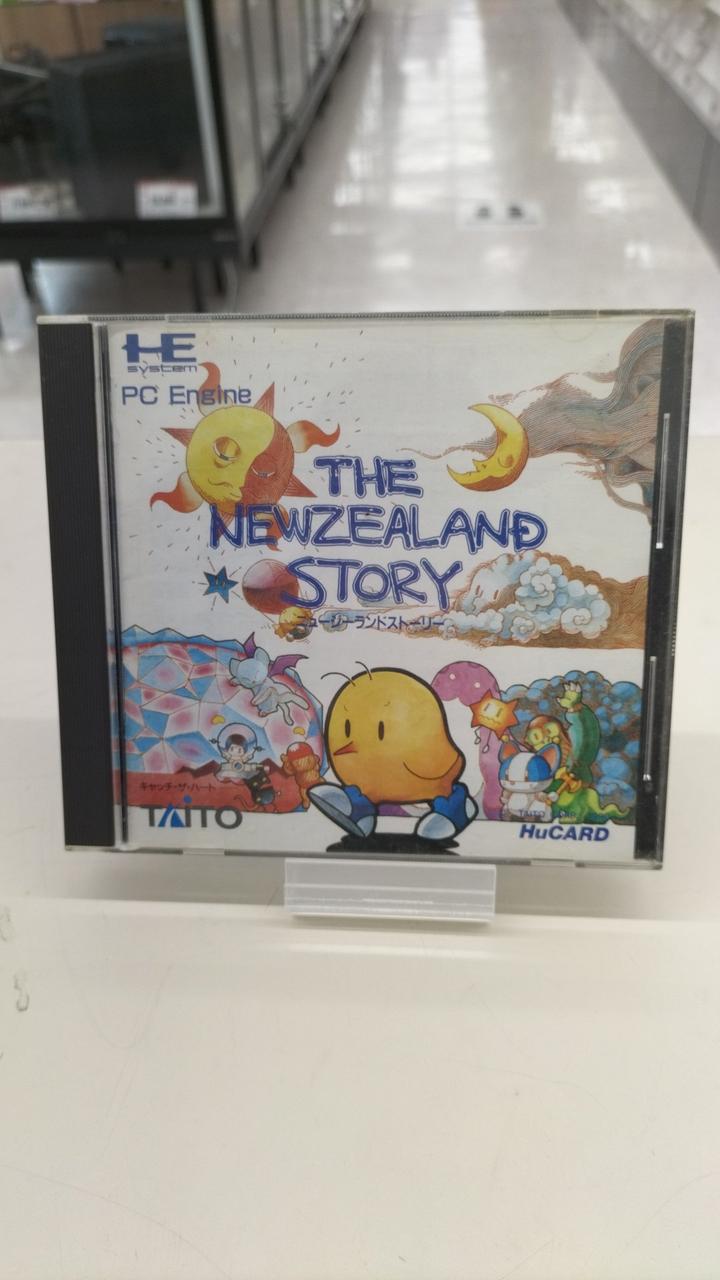 HE
system
PC Engine
THE
NEWZEALAND
STORY
ニュージーランドストーリー
キャッチ・ザ・ハート
TAITO
HuCARD